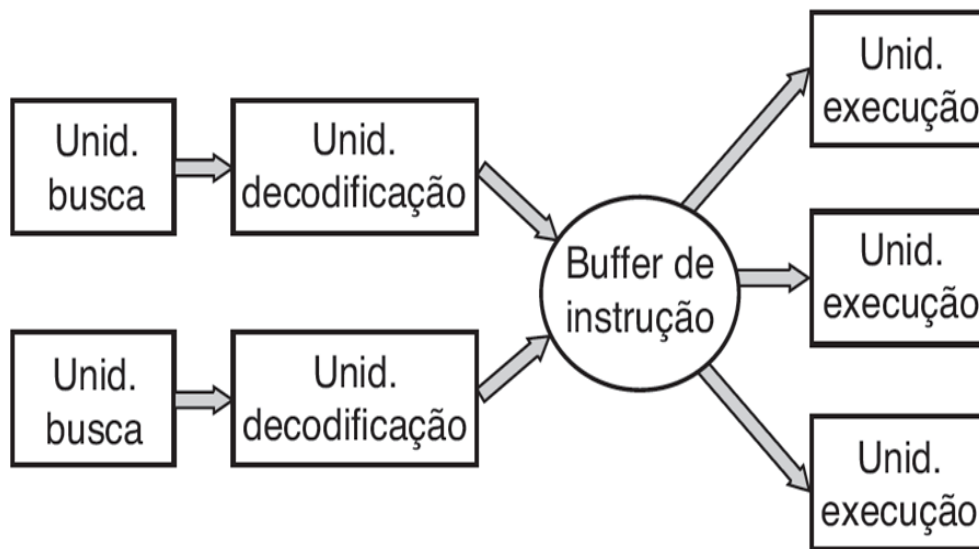 Unid.
busca
Unid.
decodificação
Unid.
busca
Unid.
decodificação
Buffer de
instrução
Unid.
execução
Unid.
execução
Unid.
execução